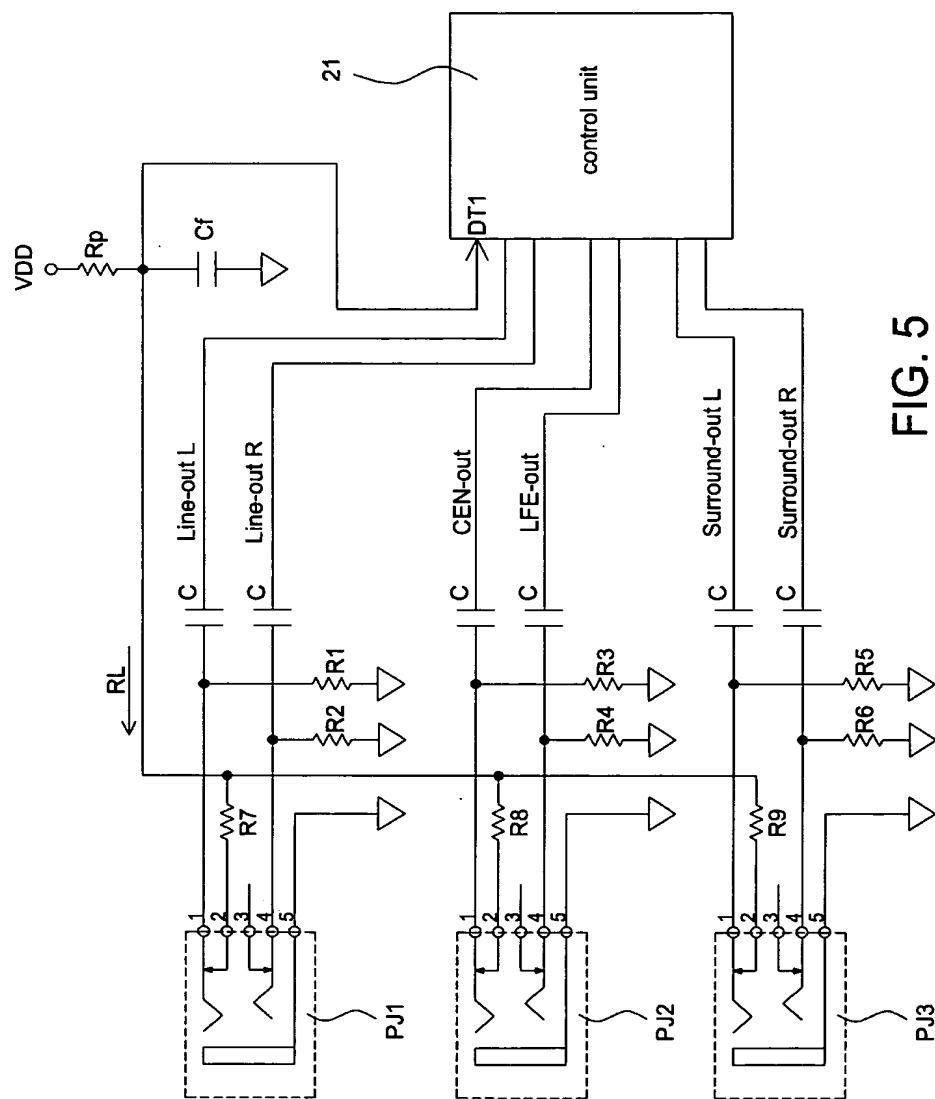 VDD
Rp
Cf
RL
21
DT1
control unit
Line-out L
Line-out R
C
C
R1
R2
R7
1
2
3
4
5
PJ1
CEN-out
LFE-out
C
C
R3
R4
R8
1
2
3
4
5
PJ2
Surround-out L
Surround-out R
C
C
R5
R6
R9
1
2
3
4
5
PJ3
FIG. 5